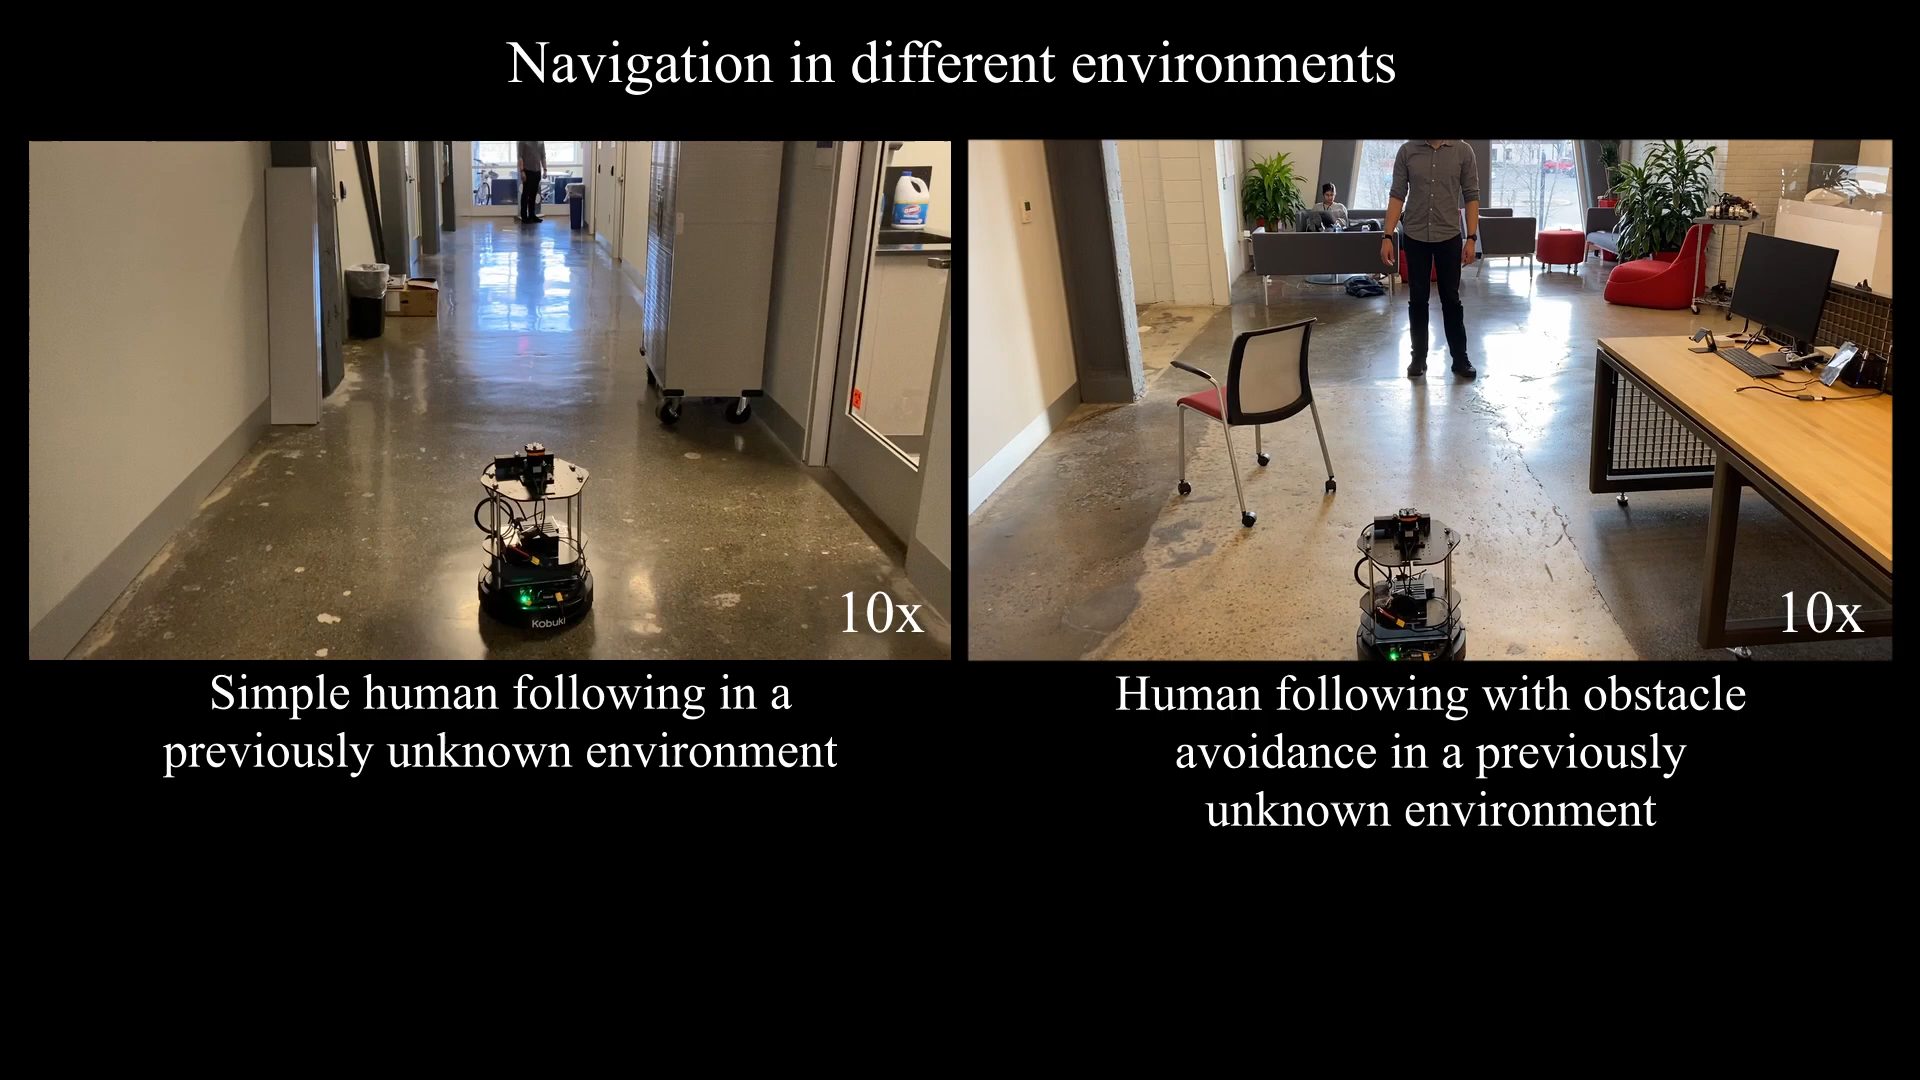 Navigation in different environments
10x
Kobuki
Simple human following in a
previously unknown environment
10x
Human following with obstacle
avoidance in a previously
unknown environment